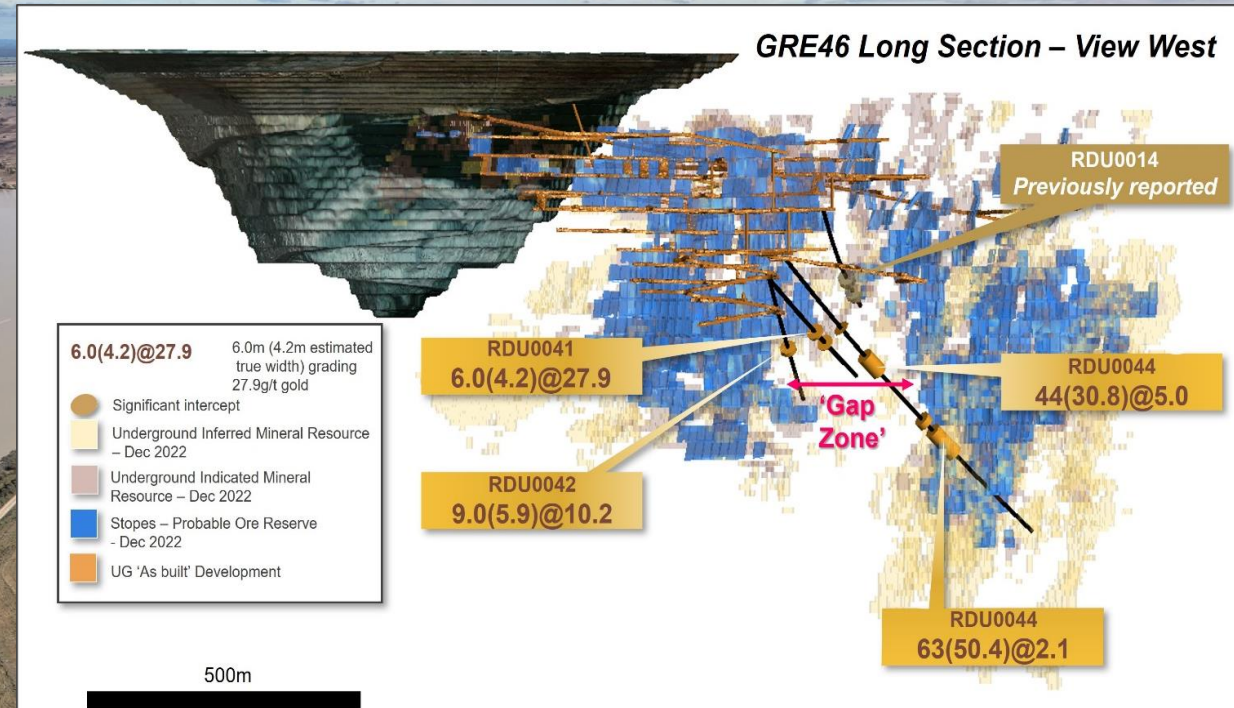 GRE46 Long Section – View West
RDU0014
Previously reported
RDU0041
6.0(4.2)@27.9
RDU0044
44(30.8)@5.0
'Gap
Zone'
RDU0042
9.0(5.9)@10.2
RDU0044
63(50.4)@2.1
6.0(4.2)@27.9
6.0m (4.2m estimated
true width) grading
27.9g/t gold
Significant intercept
Underground Inferred Mineral Resource
– Dec 2022
Underground Indicated Mineral
Resource – Dec 2022
Stopes – Probable Ore Reserve
- Dec 2022
UG 'As built' Development
500m